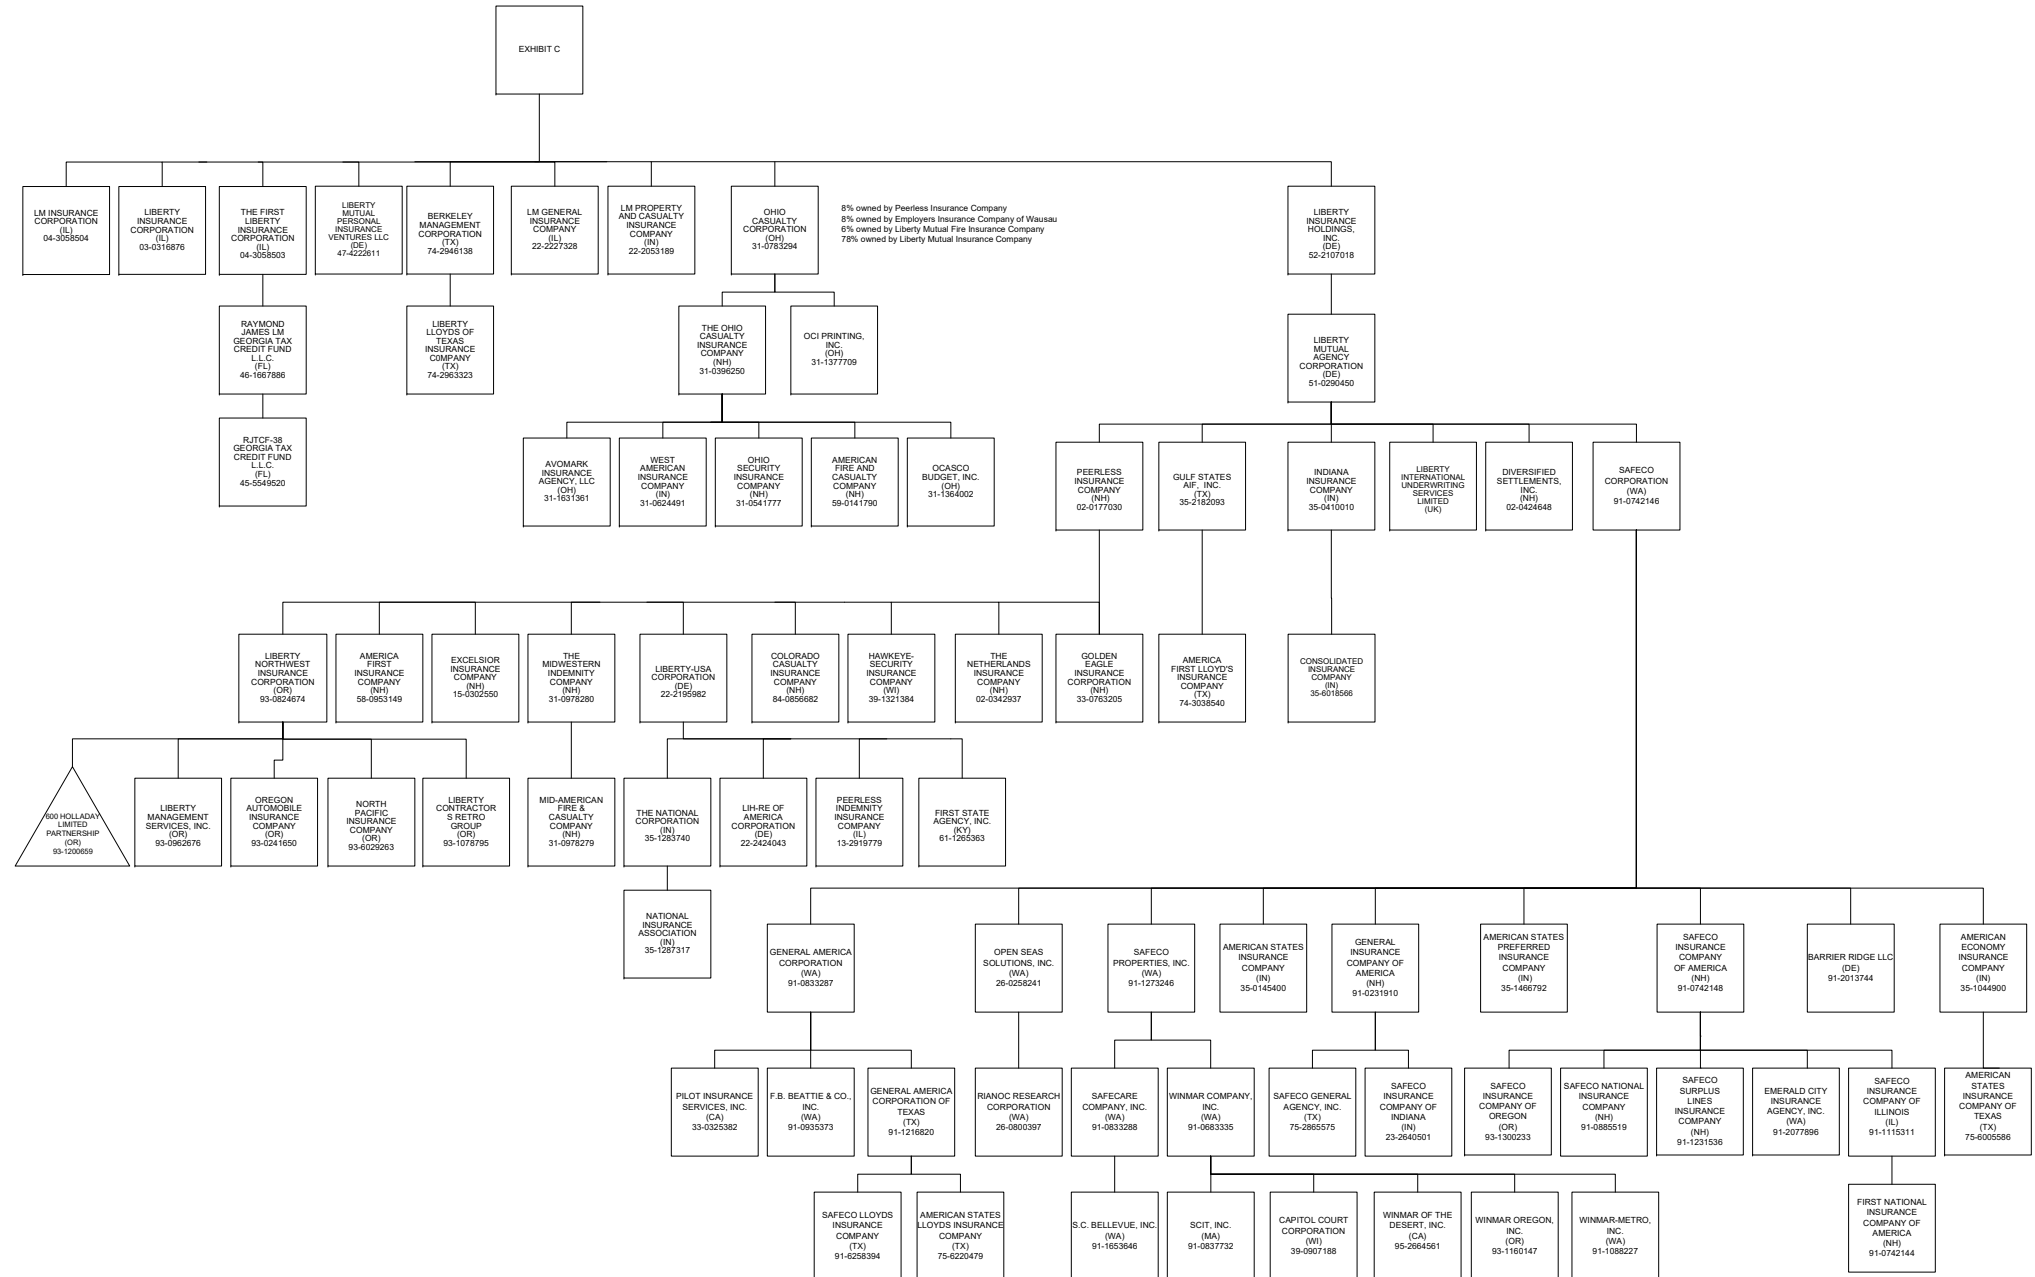 EXHIBIT C
LM INSURANCE
CORPORATION
(IL)
04-3058504
LIBERTY
INSURANCE
CORPORATION
(IL)
03-0316876
THE FIRST
LIBERTY
INSURANCE
CORPORATION
(IL)
04-3058503
LIBERTY
MUTUAL
PERSONAL
INSURANCE
VENTURES LLC
(DE)
47-4222611
BERKELEY
MANAGEMENT
CORPORATION
(TX)
74-2946138
LM GENERAL
INSURANCE
COMPANY
(IL)
22-2227328
LM PROPERTY
AND CASUALTY
INSURANCE
COMPANY
(IN)
22-2053189
OHIO
CASUALTY
CORPORATION
(OH)
31-0783294
8% owned by Peerless Insurance Company
8% owned by Employers Insurance Company of Wausau
6% owned by Liberty Mutual Fire Insurance Company
78% owned by Liberty Mutual Insurance Company
LIBERTY
INSURANCE
HOLDINGS,
INC.
(DE)
52-2107018
RAYMOND
JAMES LM
GEORGIA TAX
CREDIT FUND
L.L.C.
(FL)
46-1667886
LIBERTY
LLOYDS OF
TEXAS
INSURANCE
C0MPANY
(TX)
74-2963323
THE OHIO
CASUALTY
INSURANCE
COMPANY
(NH)
31-0396250
OCI PRINTING,
INC.
(OH)
31-1377709
LIBERTY
MUTUAL
AGENCY
CORPORATION
(DE)
51-0290450
RJTCF-38
GEORGIA TAX
CREDIT FUND
L.L.C.
(FL)
45-5549520
AVOMARK
INSURANCE
AGENCY, LLC
(OH)
31-1631361
WEST
AMERICAN
INSURANCE
COMPANY
(IN)
31-0624491
OHIO
SECURITY
INSURANCE
COMPANY
(NH)
31-0541777
AMERICAN
FIRE AND
CASUALTY
COMPANY
(NH)
59-0141790
OCASCO
BUDGET, INC.
(OH)
31-1364002
PEERLESS
INSURANCE
COMPANY
(NH)
02-0177030
GULF STATES
AIF, INC.
(TX)
35-2182093
INDIANA
INSURANCE
COMPANY
(IN)
35-0410010
LIBERTY
INTERNATIONAL
UNDERWRITING
SERVICES
LIMITED
(UK)
DIVERSIFIED
SETTLEMENTS,
INC.
(NH)
02-0424648
SAFECO
CORPORATION
(WA)
91-0742146
LIBERTY
NORTHWEST
INSURANCE
CORPORATION
(OR)
93-0824674
AMERICA
FIRST
INSURANCE
COMPANY
(NH)
58-0953149
EXCELSIOR
INSURANCE
COMPANY
(NH)
15-0302550
THE
MIDWESTERN
INDEMNITY
COMPANY
(NH)
31-0978280
LIBERTY-USA
CORPORATION
(DE)
22-2195982
COLORADO
CASUALTY
INSURANCE
COMPANY
(NH)
84-0856682
HAWKEYE-
SECURITY
INSURANCE
COMPANY
(WI)
39-1321384
THE
NETHERLANDS
INSURANCE
COMPANY
(NH)
02-0342937
GOLDEN
EAGLE
INSURANCE
CORPORATION
(NH)
33-0763205
AMERICA
FIRST LLOYD'S
INSURANCE
COMPANY
(TX)
74-3038540
CONSOLIDATED
INSURANCE
COMPANY
(IN)
35-6018566
600 HOLLADAY
LIMITED
PARTNERSHIP
(OR)
93-1200659
LIBERTY
MANAGEMENT
SERVICES, INC.
(OR)
93-0962676
OREGON
AUTOMOBILE
INSURANCE
COMPANY
(OR)
93-0241650
NORTH
PACIFIC
INSURANCE
COMPANY
(OR)
93-6029263
LIBERTY
CONTRACTOR
S RETRO
GROUP
(OR)
93-1078795
MID-AMERICAN
FIRE &
CASUALTY
COMPANY
(NH)
31-0978279
THE NATIONAL
CORPORATION
(IN)
35-1283740
LIH-RE OF
AMERICA
CORPORATION
(DE)
22-2424043
PEERLESS
INDEMNITY
INSURANCE
COMPANY
(IL)
13-2919779
FIRST STATE
AGENCY, INC.
(KY)
61-1265363
NATIONAL
INSURANCE
ASSOCIATION
(IN)
35-1287317
GENERAL AMERICA
CORPORATION
(WA)
91-0833287
OPEN SEAS
SOLUTIONS, INC.
(WA)
26-0258241
SAFECO
PROPERTIES, INC.
(WA)
91-1273246
AMERICAN STATES
INSURANCE
COMPANY
(IN)
35-0145400
GENERAL
INSURANCE
COMPANY OF
AMERICA
(NH)
91-0231910
AMERICAN STATES
PREFERRED
INSURANCE
COMPANY
(IN)
35-1466792
SAFECO
INSURANCE
COMPANY
OF AMERICA
(NH)
91-0742148
BARRIER RIDGE LLC
(DE)
91-2013744
AMERICAN
ECONOMY
INSURANCE
COMPANY
(IN)
35-1044900
PILOT INSURANCE
SERVICES, INC.
(CA)
33-0325382
F.B. BEATTIE & CO.,
INC.
(WA)
91-0935373
GENERAL AMERICA
CORPORATION OF
TEXAS
(TX)
91-1216820
RIANOC RESEARCH
CORPORATION
(WA)
26-0800397
SAFECARE
COMPANY, INC.
(WA)
91-0833288
WINMAR COMPANY,
INC.
(WA)
91-0683335
SAFECO GENERAL
AGENCY, INC.
(TX)
75-2865575
SAFECO
INSURANCE
COMPANY OF
INDIANA
(IN)
23-2640501
SAFECO
INSURANCE
COMPANY OF
OREGON
(OR)
93-1300233
SAFECO NATIONAL
INSURANCE
COMPANY
(NH)
91-0885519
SAFECO
SURPLUS
LINES
INSURANCE
COMPANY
(NH)
91-1231536
EMERALD CITY
INSURANCE
AGENCY, INC.
(WA)
91-2077896
SAFECO
INSURANCE
COMPANY OF
ILLINOIS
(IL)
91-1115311
AMERICAN
STATES
INSURANCE
COMPANY OF
TEXAS
(TX)
75-6005586
SAFECO LLOYDS
INSURANCE
COMPANY
(TX)
91-6258394
AMERICAN STATES
LLOYDS INSURANCE
COMPANY
(TX)
75-6220479
S.C. BELLEVUE, INC.
(WA)
91-1653646
SCIT, INC.
(MA)
91-0837732
CAPITOL COURT
CORPORATION
(WI)
39-0907188
WINMAR OF THE
DESERT, INC.
(CA)
95-2664561
WINMAR OREGON,
INC.
(OR)
93-1160147
WINMAR-METRO,
INC.
(WA)
91-1088227
FIRST NATIONAL
INSURANCE
COMPANY OF
AMERICA
(NH)
91-0742144